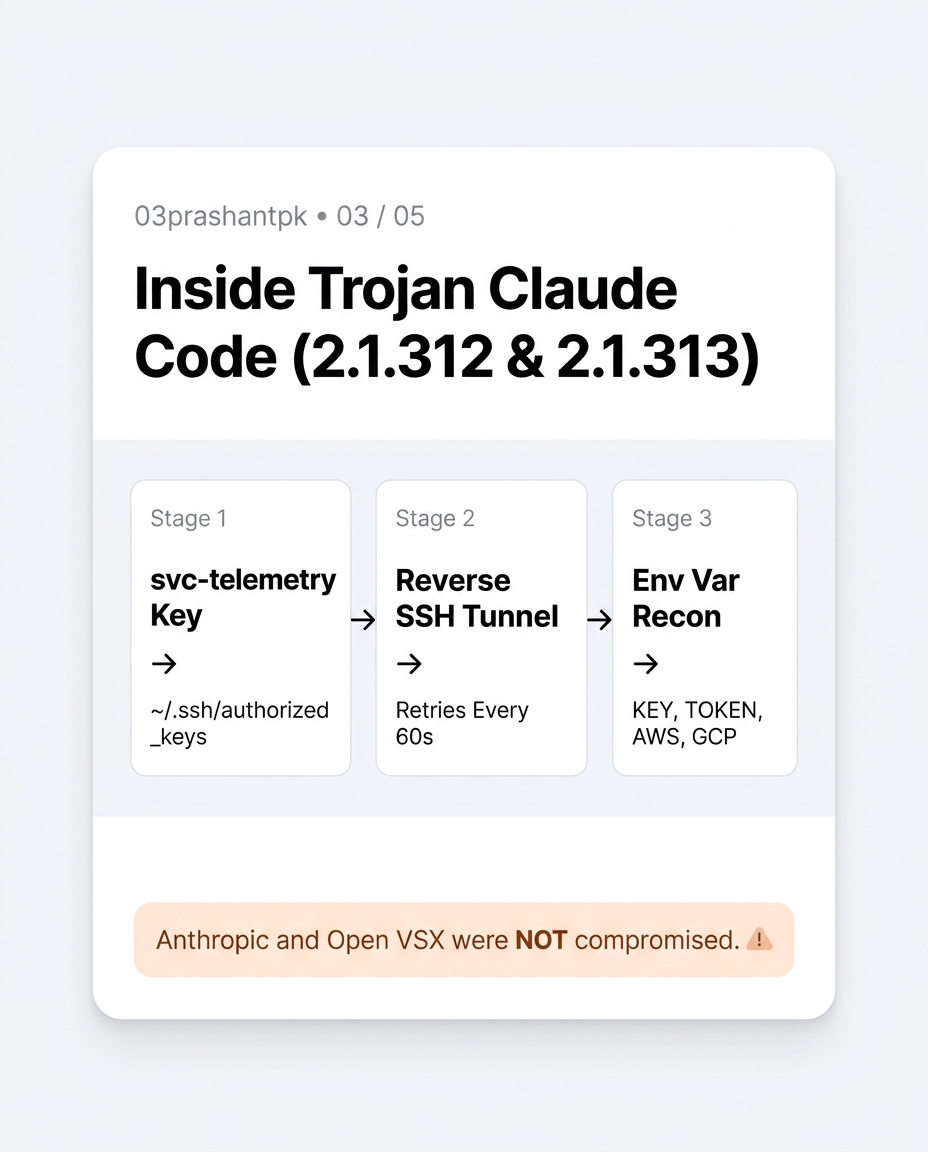 03prashantpk • 03 / 05
Inside Trojan Claude
Code (2.1.312 & 2.1.313)
Stage 1
svc-telemetry
Key
→
~/.ssh/authorized
_keys
→
Stage 2
Reverse
SSH Tunnel
→
Retries Every
60s
→
Stage 3
Env Var
Recon
→
KEY, TOKEN,
AWS, GCP
Anthropic and Open VSX were NOT compromised. ⚠